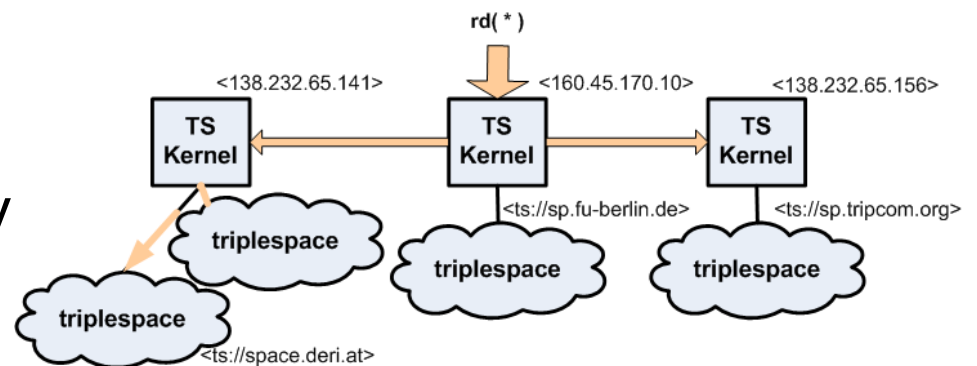 rd( * )
<138.232.65.141>
<160.45.170.10>
<138.232.65.156>
TS
Kernel
TS
Kernel
TS
Kernel
y
<ts://sp.fu-berlin.de>
<ts://sp.tripcom.org>
triplespace
triplespace
triplespace
triplespace
<ts://space.deri.at>